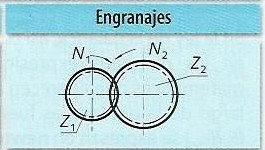 Engranajes
N₁ N₂
Z₂
Z₁